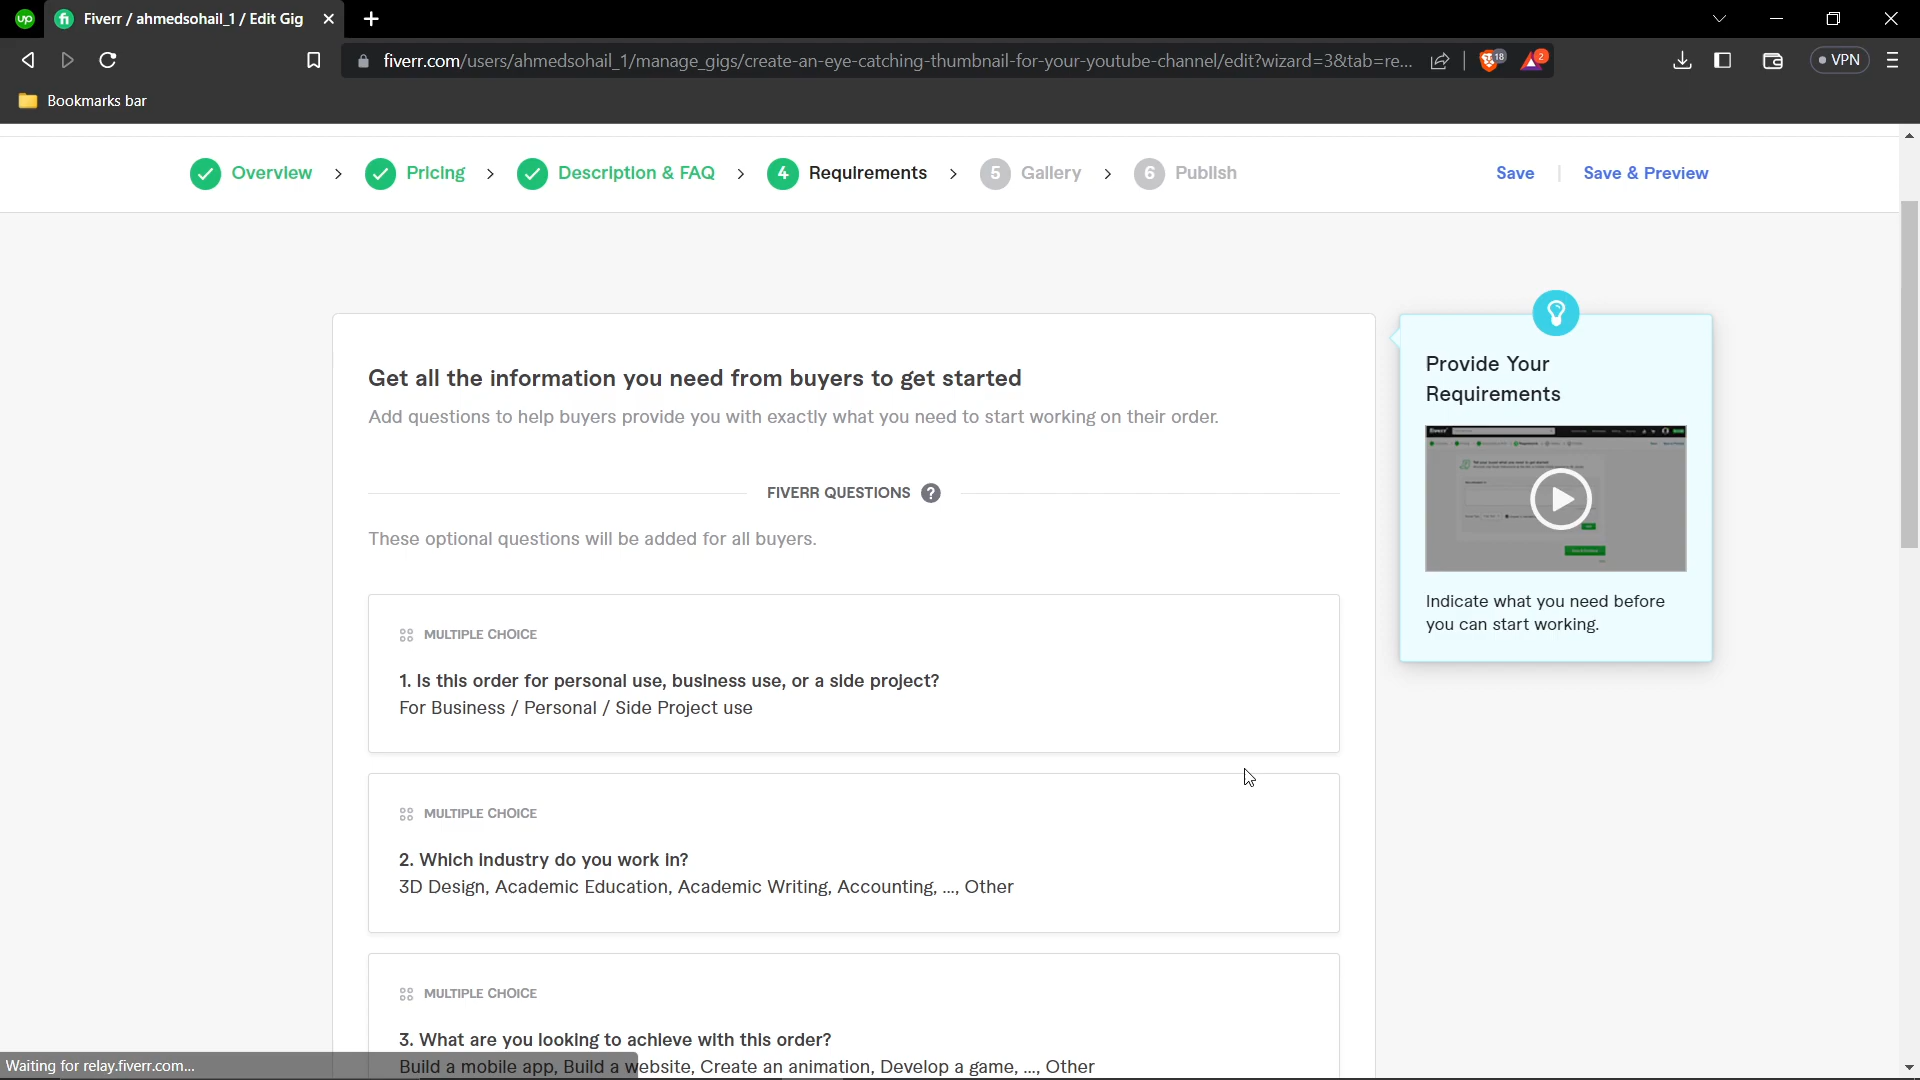 up
fi
Fiverr / ahmedsohail_1 / Edit Gig
fiverr.com/users/ahmedsohail_1/manage_gigs/create-an-eye-catching-thumbnail-for-your-youtube-channel/edit?wizard=3&tab=re...
18
2
VPN
Bookmarks bar
Overview
Pricing
Description & FAQ
4 Requirements
5 Gallery
6 Publish
Save
Save & Preview
Get all the information you need from buyers to get started
Add questions to help buyers provide you with exactly what you need to start working on their order.
FIVERR QUESTIONS ?
These optional questions will be added for all buyers.
MULTIPLE CHOICE
1. Is this order for personal use, business use, or a side project?
For Business / Personal / Side Project use
MULTIPLE CHOICE
2. Which industry do you work in?
3D Design, Academic Education, Academic Writing, Accounting, ..., Other
MULTIPLE CHOICE
3. What are you looking to achieve with this order?
Build a mobile app, Build a website, Create an animation, Develop a game, ..., Other
Provide Your
Requirements
Indicate what you need before
you can start working.
Waiting for relay.fiverr.com...